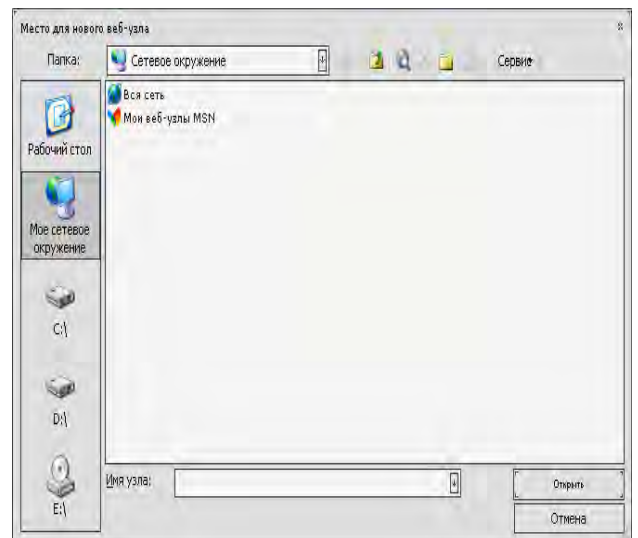 Место для нового веб-узла
Папка:
Сетевое окружение
Сервис
Вся сеть
Мои веб-узлы MSN
Рабочий стол
Мое сетевое
окружение
C:\
D:\
E:\
Имя узла:
Открыть
Отмена